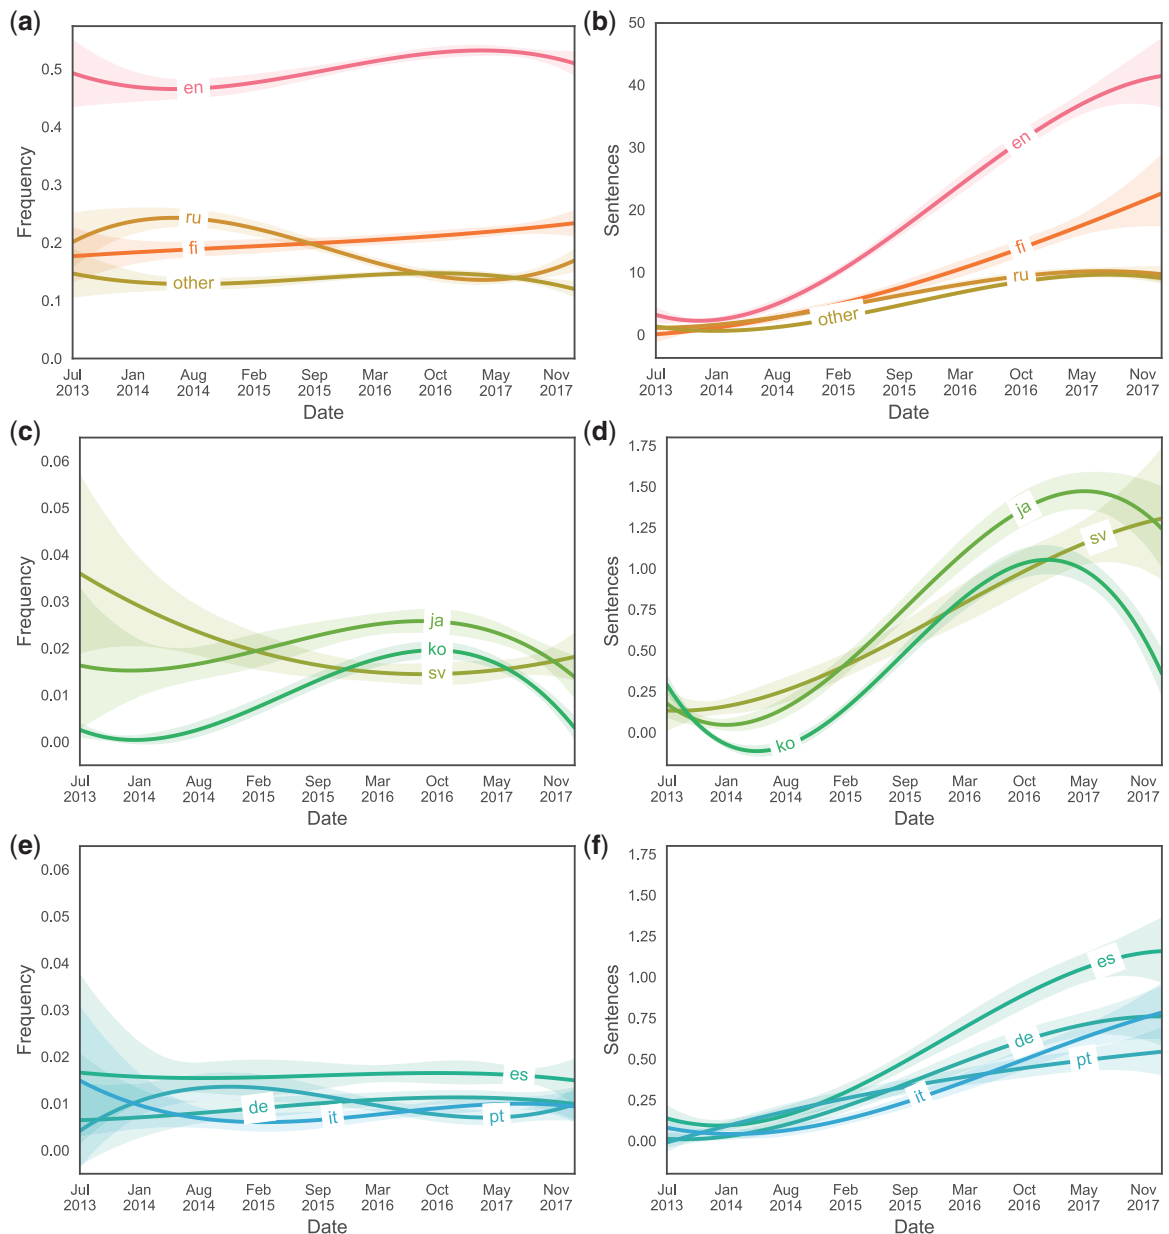 (a)
Frequency
0.5
0.4
0.3
0.2
0.1
0.0
en
ru
fi
other
Jul 2013
Jan 2014
Aug 2014
Feb 2015
Sep 2015
Mar 2016
Oct 2016
May 2017
Nov 2017
Date
(b)
Sentences
50
40
30
20
10
0
en
fi
ru
other
Jul 2013
Jan 2014
Aug 2014
Feb 2015
Sep 2015
Mar 2016
Oct 2016
May 2017
Nov 2017
Date
(c)
Frequency
0.06
0.05
0.04
0.03
0.02
0.01
0.00
ja
ko
sv
Jul 2013
Jan 2014
Aug 2014
Feb 2015
Sep 2015
Mar 2016
Oct 2016
May 2017
Nov 2017
Date
(d)
Sentences
1.75
1.50
1.25
1.00
0.75
0.50
0.25
0.00
ja
sv
ko
Jul 2013
Jan 2014
Aug 2014
Feb 2015
Sep 2015
Mar 2016
Oct 2016
May 2017
Nov 2017
Date
(e)
Frequency
0.06
0.05
0.04
0.03
0.02
0.01
0.00
es
de
it
pt
Jul 2013
Jan 2014
Aug 2014
Feb 2015
Sep 2015
Mar 2016
Oct 2016
May 2017
Nov 2017
Date
(f)
Sentences
1.75
1.50
1.25
1.00
0.75
0.50
0.25
0.00
es
de
pt
it
Jul 2013
Jan 2014
Aug 2014
Feb 2015
Sep 2015
Mar 2016
Oct 2016
May 2017
Nov 2017
Date